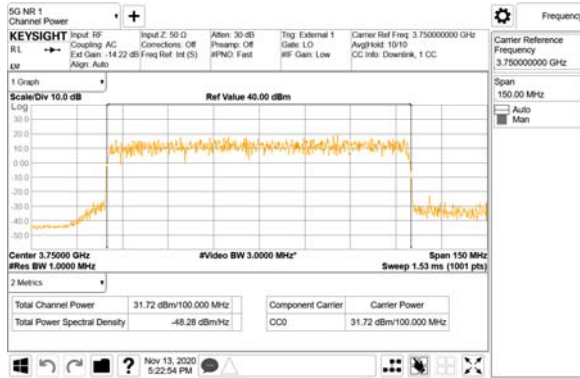 5G NR 1
Channel Power
Frequency
KEYSIGHT
RL
Input: RF
Coupling: AC
Ext Gain: -14.22 dB
Align: Auto
Input Z: 50 Ω
Corrections: Off
Freq Ref: Int (S)
Atten: 30 dB
Preamp: Off
#PNO: Fast
Trig: External 1
Gate: LO
#IF Gain: Low
Carrier Ref Freq: 3.750000000 GHz
Avg|Hold: 10/10
CC Info: Downlink, 1 CC
Carrier Reference
Frequency
3.750000000 GHz
Span
150.00 MHz
Auto
Man
1 Graph
Scale/Div 10.0 dB
Ref Value 40.00 dBm
Log
30.0
20.0
10.0
0.00
-10.0
-20.0
-30.0
-40.0
-50.0
Center 3.75000 GHz
#Video BW 3.0000 MHz*
Span 150 MHz
#Res BW 1.0000 MHz
Sweep 1.53 ms (1001 pts)
2 Metrics
Total Channel Power 31.72 dBm/100.000 MHz
Total Power Spectral Density -48.28 dBm/Hz
Component Carrier Carrier Power
CC0 31.72 dBm/100.000 MHz
Nov 13, 2020
5:22:54 PM